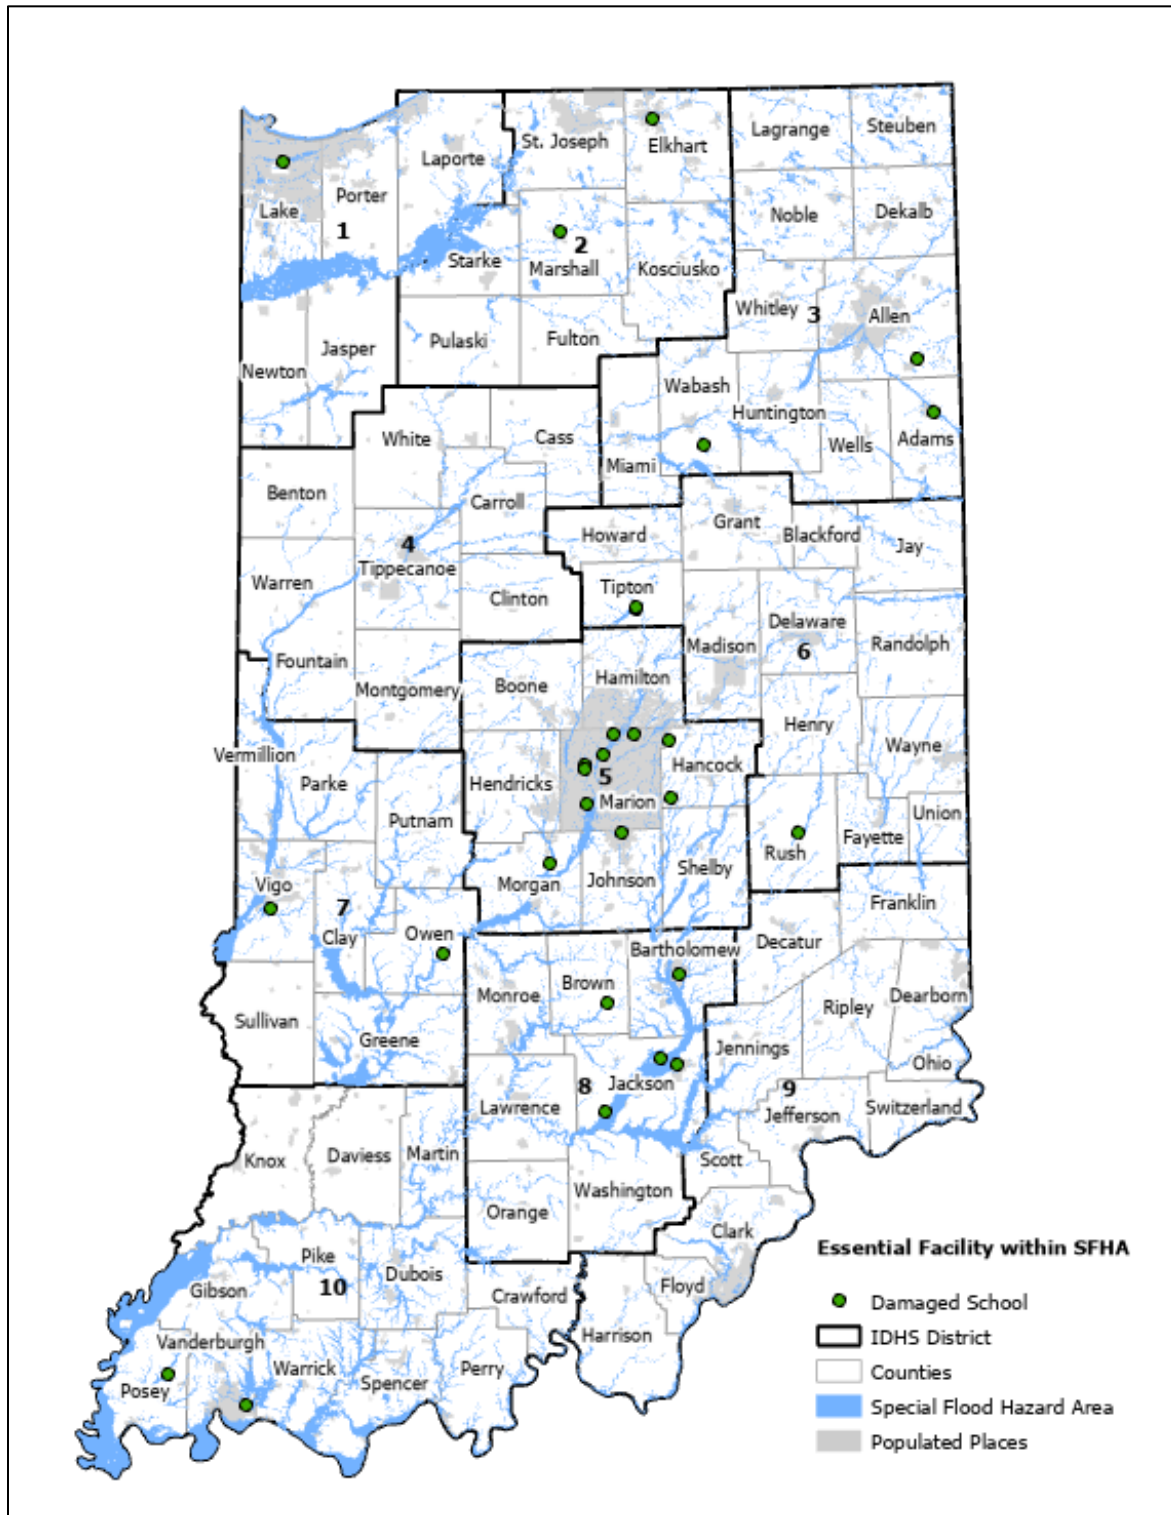 Lagrange
Steuben
St. Joseph
Elkhart
Laporte
Porter
Lake
1
Noble
Dekalb
2
Starke
Marshall
Kosciusko
Whitley
3
Allen
Pulaski
Fulton
Jasper
Newton
Wabash
Huntington
White
Cass
Miami
Wells
Adams
Benton
Carroll
Grant
Howard
Blackford
Jay
4
Tippecanoe
Warren
Clinton
Tipton
Delaware
Madison
6
Randolph
Fountain
Montgomery
Boone
Hamilton
Henry
Wayne
Vermillion
Parke
Hendricks
5
Hancock
Marion
Putnam
Union
Fayette
Rush
Vigo
Morgan
Johnson
Shelby
Franklin
7
Clay
Owen
Decatur
Bartholomew
Brown
Monroe
Dearborn
Ripley
Sullivan
Greene
Jennings
Ohio
8
Jackson
9
Lawrence
Jefferson
Switzerland
Knox
Daviess
Martin
Scott
Washington
Orange
Clark
Pike
Dubois
10
Gibson
Floyd
Crawford
Harrison
Vanderburgh
Warrick
Perry
Spencer
Posey
Essential Facility within SFHA
Damaged School
IDHS District
Counties
Special Flood Hazard Area
Populated Places